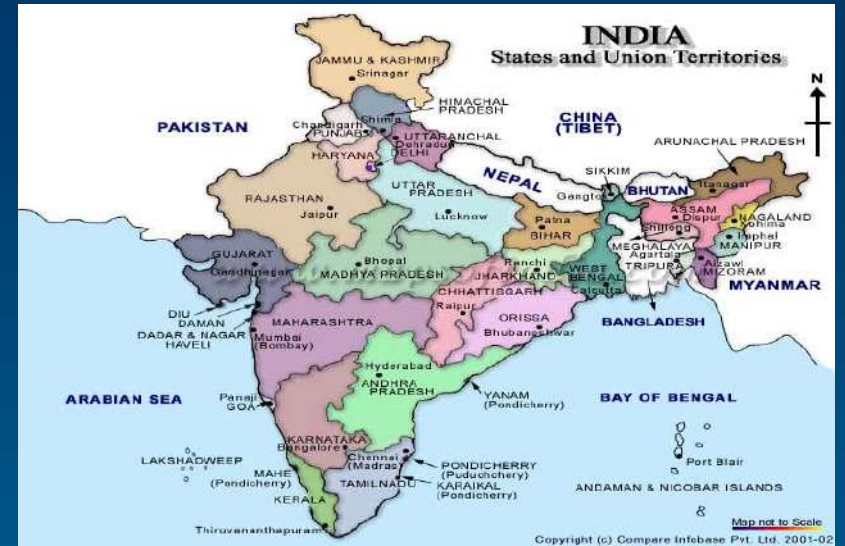 INDIA
States and Union Territories
N
JAMMU & KASHMIR
Srinagar
HIMACHAL
PRADESH
Shimla
Chandigarh
PUNJAB
PAKISTAN
CHINA
(TIBET)
UTTARANCHAL
Dehradun
HARYANA
DELHI
ARUNACHAL PRADESH
NEPAL
SIKKIM
Gangtok
BHUTAN
Itanagar
RAJASTHAN
Jaipur
UTTAR
PRADESH
Lucknow
Patna
BIHAR
ASSAM
Dispur
NAGALAND
Kohima
Shillong
MEGHALAYA
Imphal
MANIPUR
Agartala
TRIPURA
Aizawl
MIZORAM
MYANMAR
GUJARAT
Gandhinagar
Bhopal
MADHYA PRADESH
Ranchi
JHARKHAND
WEST
BENGAL
Calcutta
CHHATTISGARH
Raipur
ORISSA
Bhubaneshwar
BANGLADESH
DIU
DAMAN
DADAR & NAGAR
HAVELI
MAHARASHTRA
Mumbai
(Bombay)
Hyderabad
ANDHRA
PRADESH
YANAM
(Pondicherry)
ARABIAN SEA
BAY OF BENGAL
Panaji
GOA
KARNATAKA
Bangalore
Chennai
(Madras)
PONDICHERRY
(Puduchchery)
KARAIKAL
(Pondicherry)
LAKSHADWEEP
MAHE
(Pondicherry)
TAMILNADU
KERALA
Thiruvananthapuram
Port Blair
ANDAMAN & NICOBAR ISLANDS
Map not to Scale
Copyright (c) Compare Infobase Pvt. Ltd. 2001-02